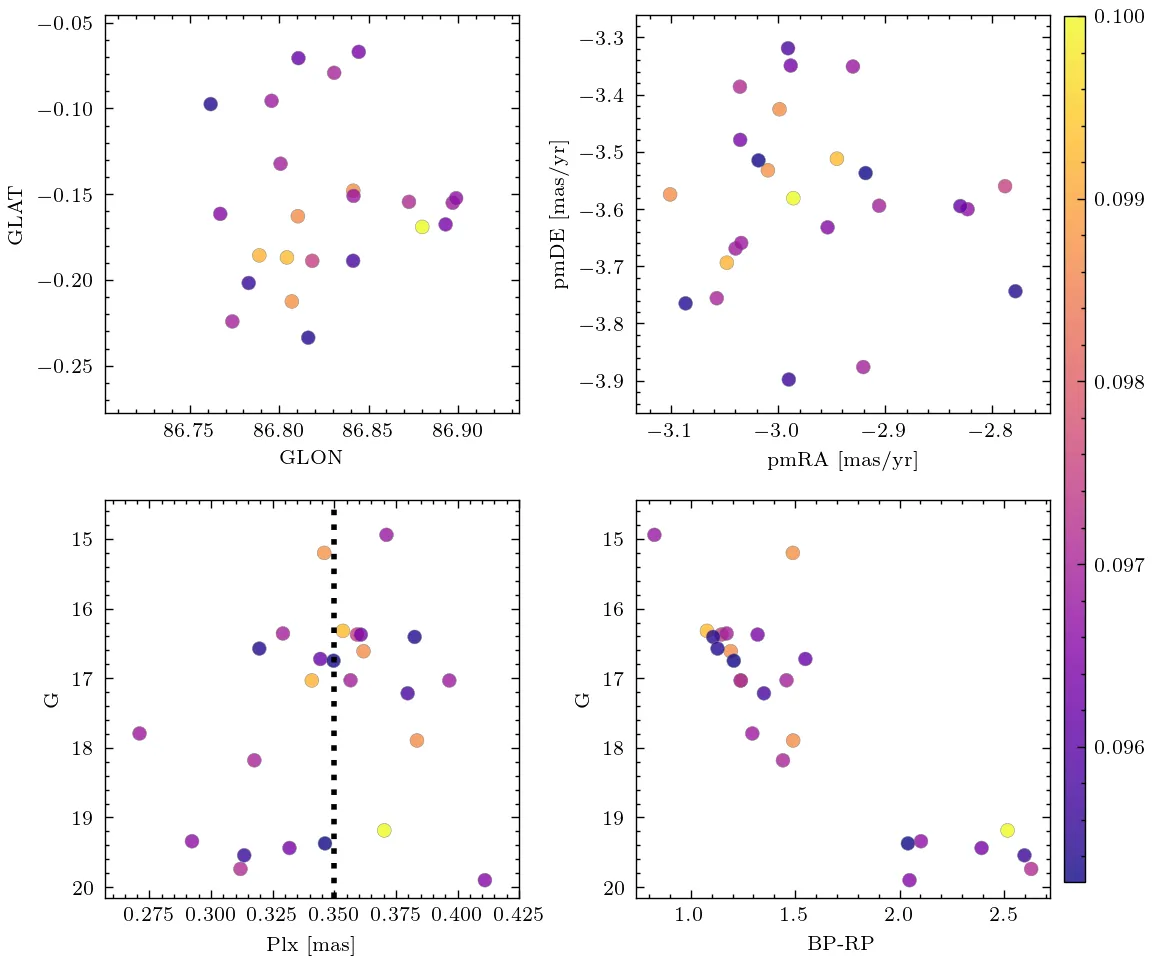 −0.05
−0.10
−0.15
−0.20
−0.25
GLAT
86.75 86.80 86.85 86.90
GLON
−3.3
−3.4
−3.5
−3.6
−3.7
−3.8
−3.9
pmDE [mas/yr]
−3.1 −3.0 −2.9 −2.8
pmRA [mas/yr]
0.100
0.099
0.098
0.097
0.096
15
16
17
18
19
20
G
0.275 0.300 0.325 0.350 0.375 0.400 0.425
Plx [mas]
15
16
17
18
19
20
G
1.0 1.5 2.0 2.5
BP-RP